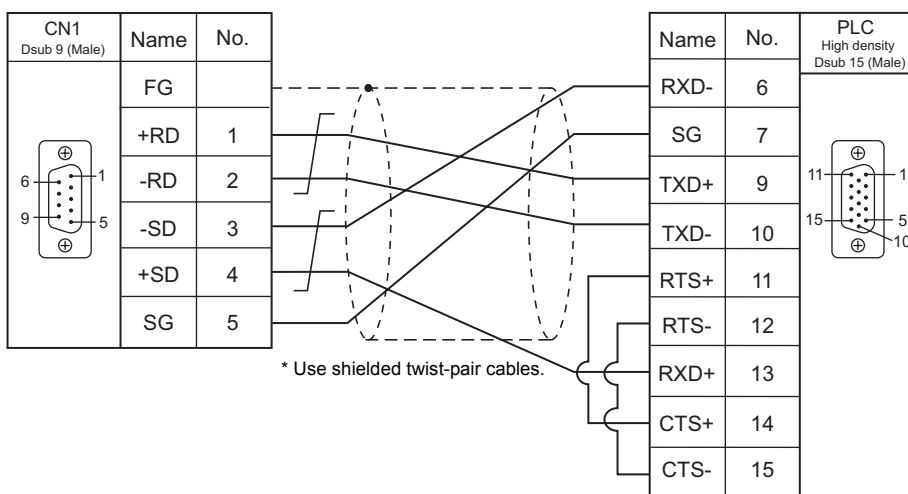 CN1
Dsub 9 (Male)
Name No.
FG
+RD 1
-RD 2
-SD 3
+SD 4
SG 5
6 1
9 5
* Use shielded twist-pair cables.
Name No.
RXD- 6
SG 7
TXD+ 9
TXD- 10
RTS+ 11
RTS- 12
RXD+ 13
CTS+ 14
CTS- 15
PLC
High density
Dsub 15 (Male)
11 1
15 5
10